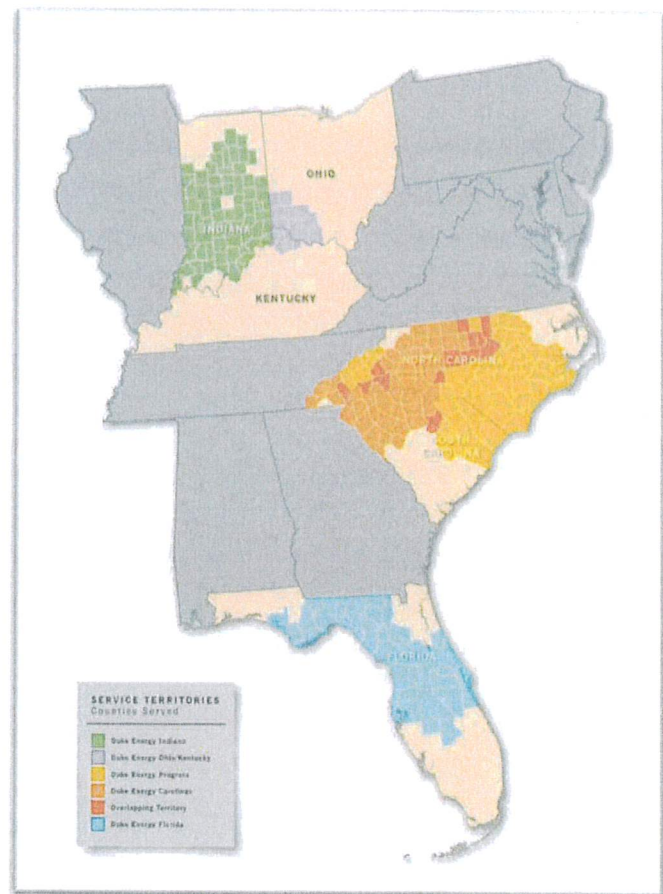 OHIO
INDIANA
KENTUCKY
NORTH CAROLINA
SOUTH
CAROLINA
FLORIDA
SERVICE TERRITORIES
Counties Served
Duke Energy Indiana
Duke Energy Ohio/Kentucky
Duke Energy Progress
Duke Energy Carolinas
Overlapping Territory
Duke Energy Florida